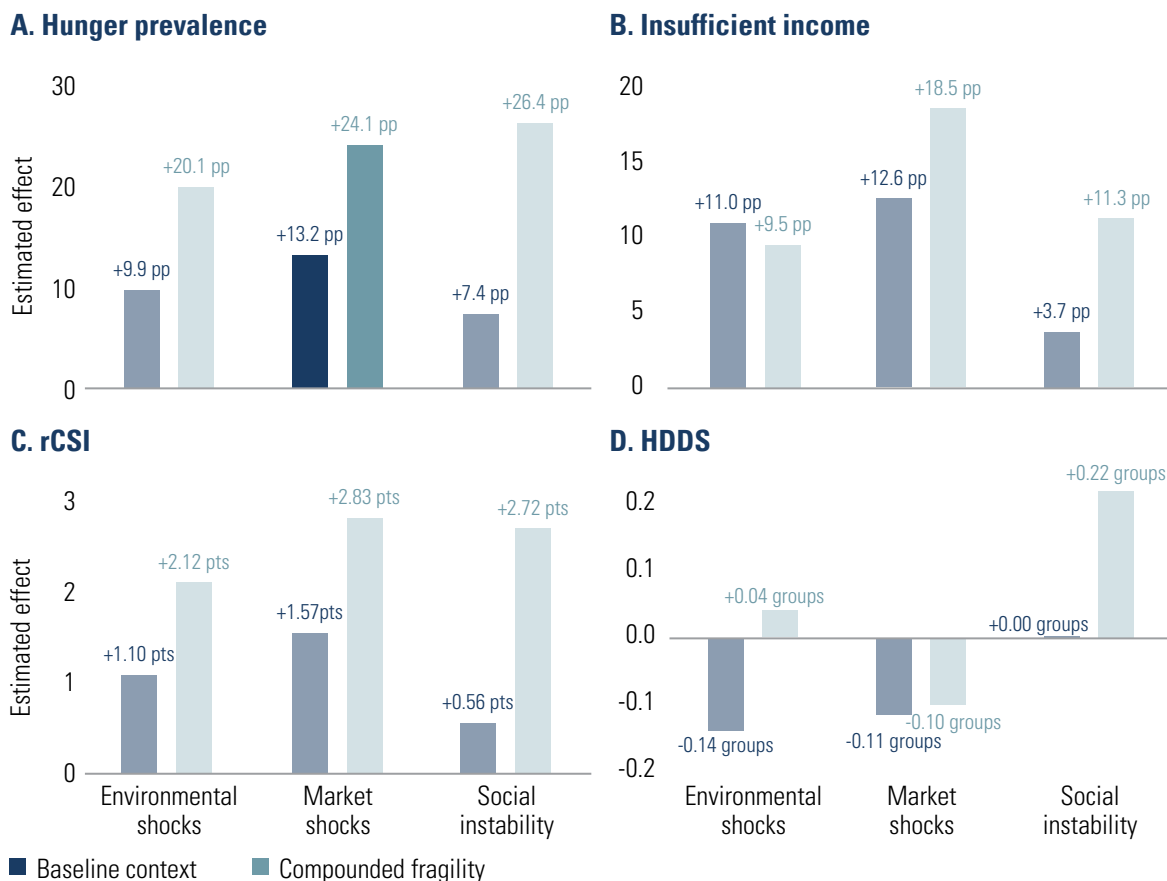 A. Hunger prevalence
Estimated effect
30
20
10
0
+9.9 pp
+20.1 pp
+13.2 pp
+24.1 pp
+7.4 pp
+26.4 pp
B. Insufficient income
20
15
10
5
0
+11.0 pp
+9.5 pp
+12.6 pp
+18.5 pp
+3.7 pp
+11.3 pp
C. rCSI
Estimated effect
3
2
1
0
+1.10 pts
+2.12 pts
+1.57pts
+2.83 pts
+0.56 pts
+2.72 pts
Environmental
shocks
Market
shocks
Social
instability
D. HDDS
0.2
0.1
0.0
-0.1
-0.2
-0.14 groups
+0.04 groups
-0.11 groups
-0.10 groups
+0.00 groups
+0.22 groups
Environmental
shocks
Market
shocks
Social
instability
Baseline context
Compounded fragility